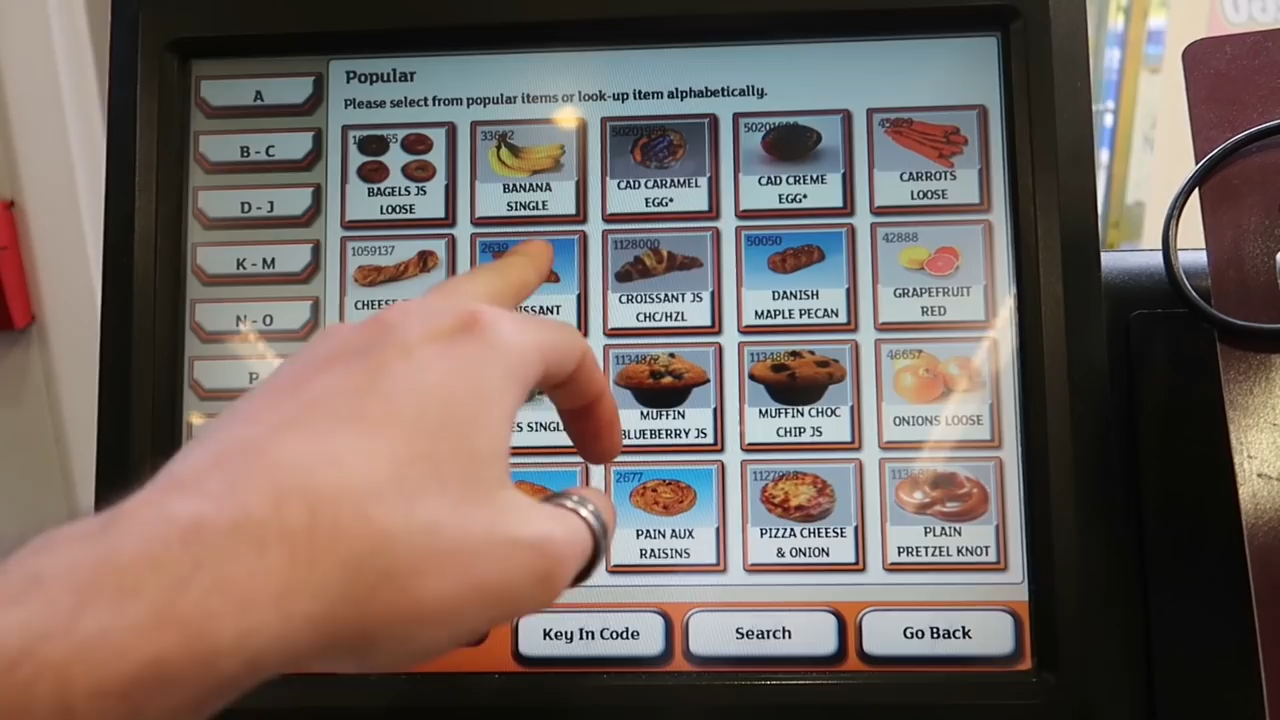 Popular
Please select from popular items or look-up item alphabetically.
A
B - C
D - J
K - M
N - O
P
BAGELS JS
LOOSE
33602
BANANA
SINGLE
CAD CARAMEL
EGG*
CAD CREME
EGG*
CARROTS
LOOSE
1059137
CHEESE
2639
CROISSANT JS
CHC/HZL
1128000
50050
DANISH
MAPLE PECAN
42888
GRAPEFRUIT
RED
SINGLE
MUFFIN
BLUEBERRY JS
MUFFIN CHOC
CHIP JS
46657
ONIONS LOOSE
2677
PAIN AUX
RAISINS
PIZZA CHEESE
& ONION
PLAIN
PRETZEL KNOT
Key In Code
Search
Go Back